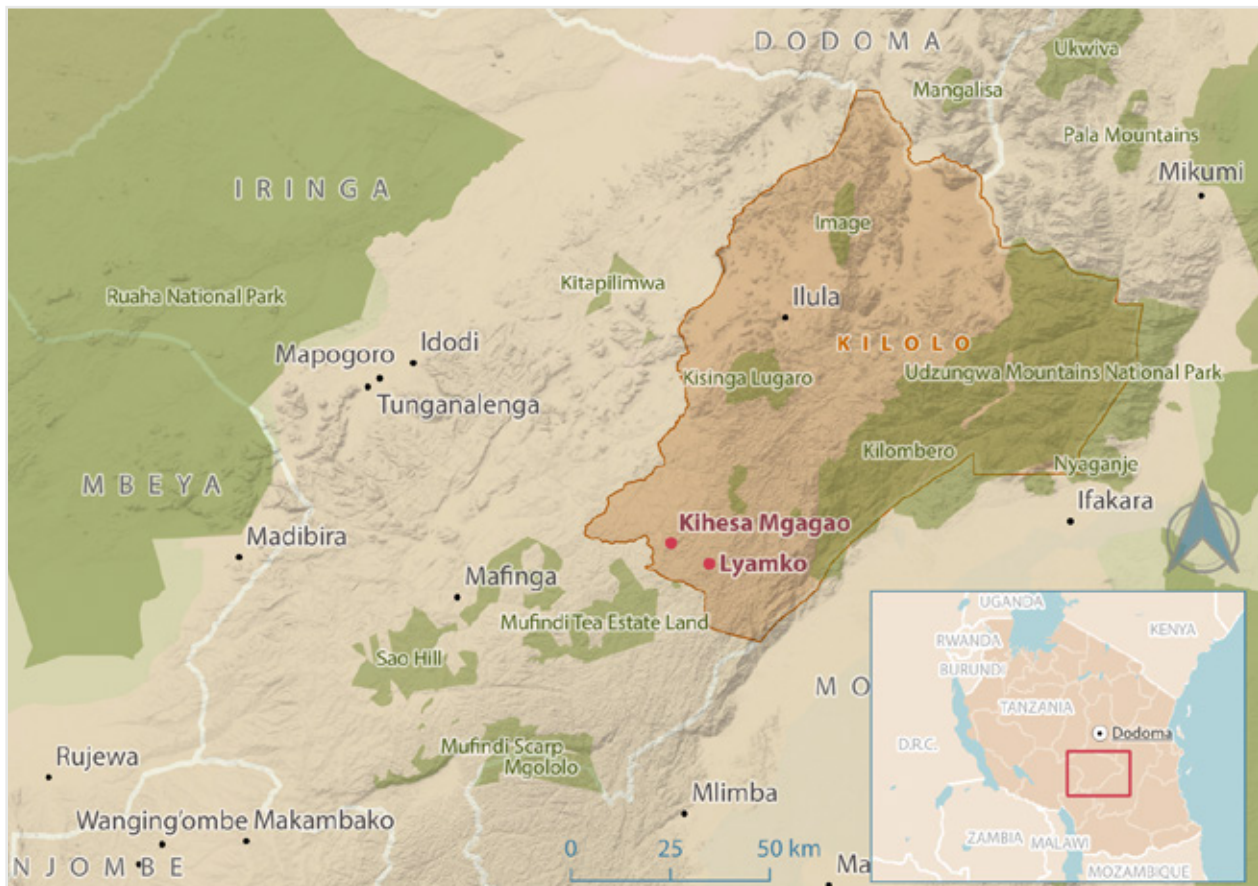 DODOMA
Ukwiva
Mangalisa
Pala Mountains
Mikumi
IRINGA
Image
Kitapilimwa
Ruaha National Park
Ilula
KILOLO
Idodi
Mapogoro
Tunganalenga
Kisinga Lugaro
Udzungwa Mountains National Park
Kilombero
Nyaganje
MBEYA
Ifakara
Kihesa Mgagao
Lyamko
Madibira
Mafinga
Mufindi Tea Estate Land
Sao Hill
MO
Mufindi Scarp
Mgololo
Rujewa
Mlimba
Wanging'ombe
Makambako
NJOMBE
0 25 50 km
Ma
UGANDA
KENYA
RWANDA
BURUNDI
TANZANIA
Dodoma
D.R.C.
ZAMBIA
MALAWI
MOZAMBIQUE